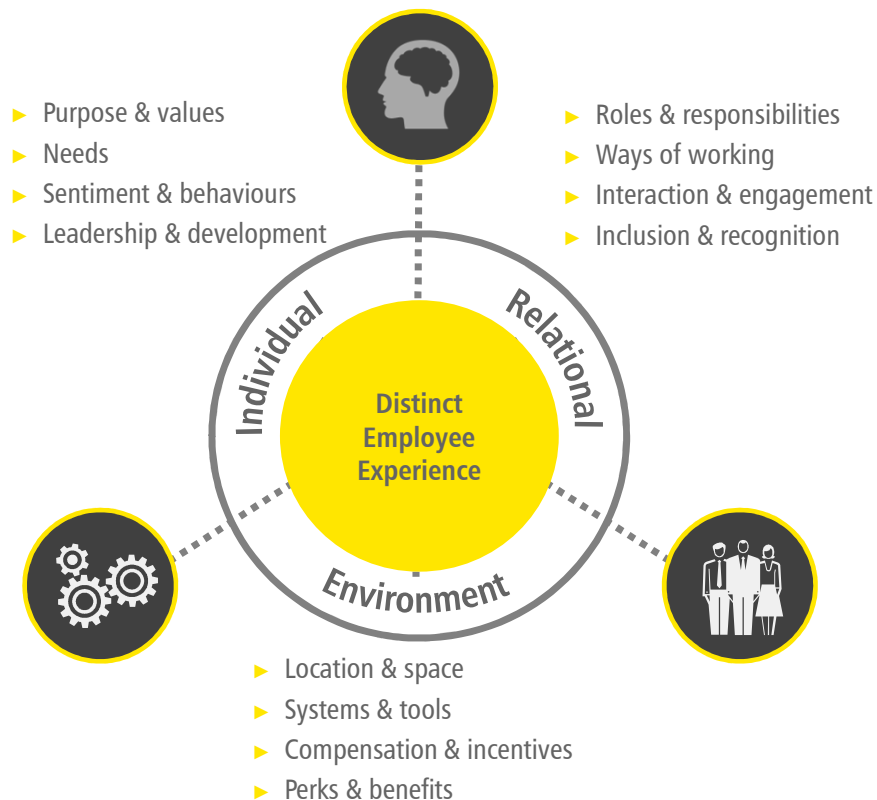 Purpose & values
Needs
Sentiment & behaviours
Leadership & development
Roles & responsibilities
Ways of working
Interaction & engagement
Inclusion & recognition
Individual
Relational
Distinct
Employee
Experience
Environment
Location & space
Systems & tools
Compensation & incentives
Perks & benefits